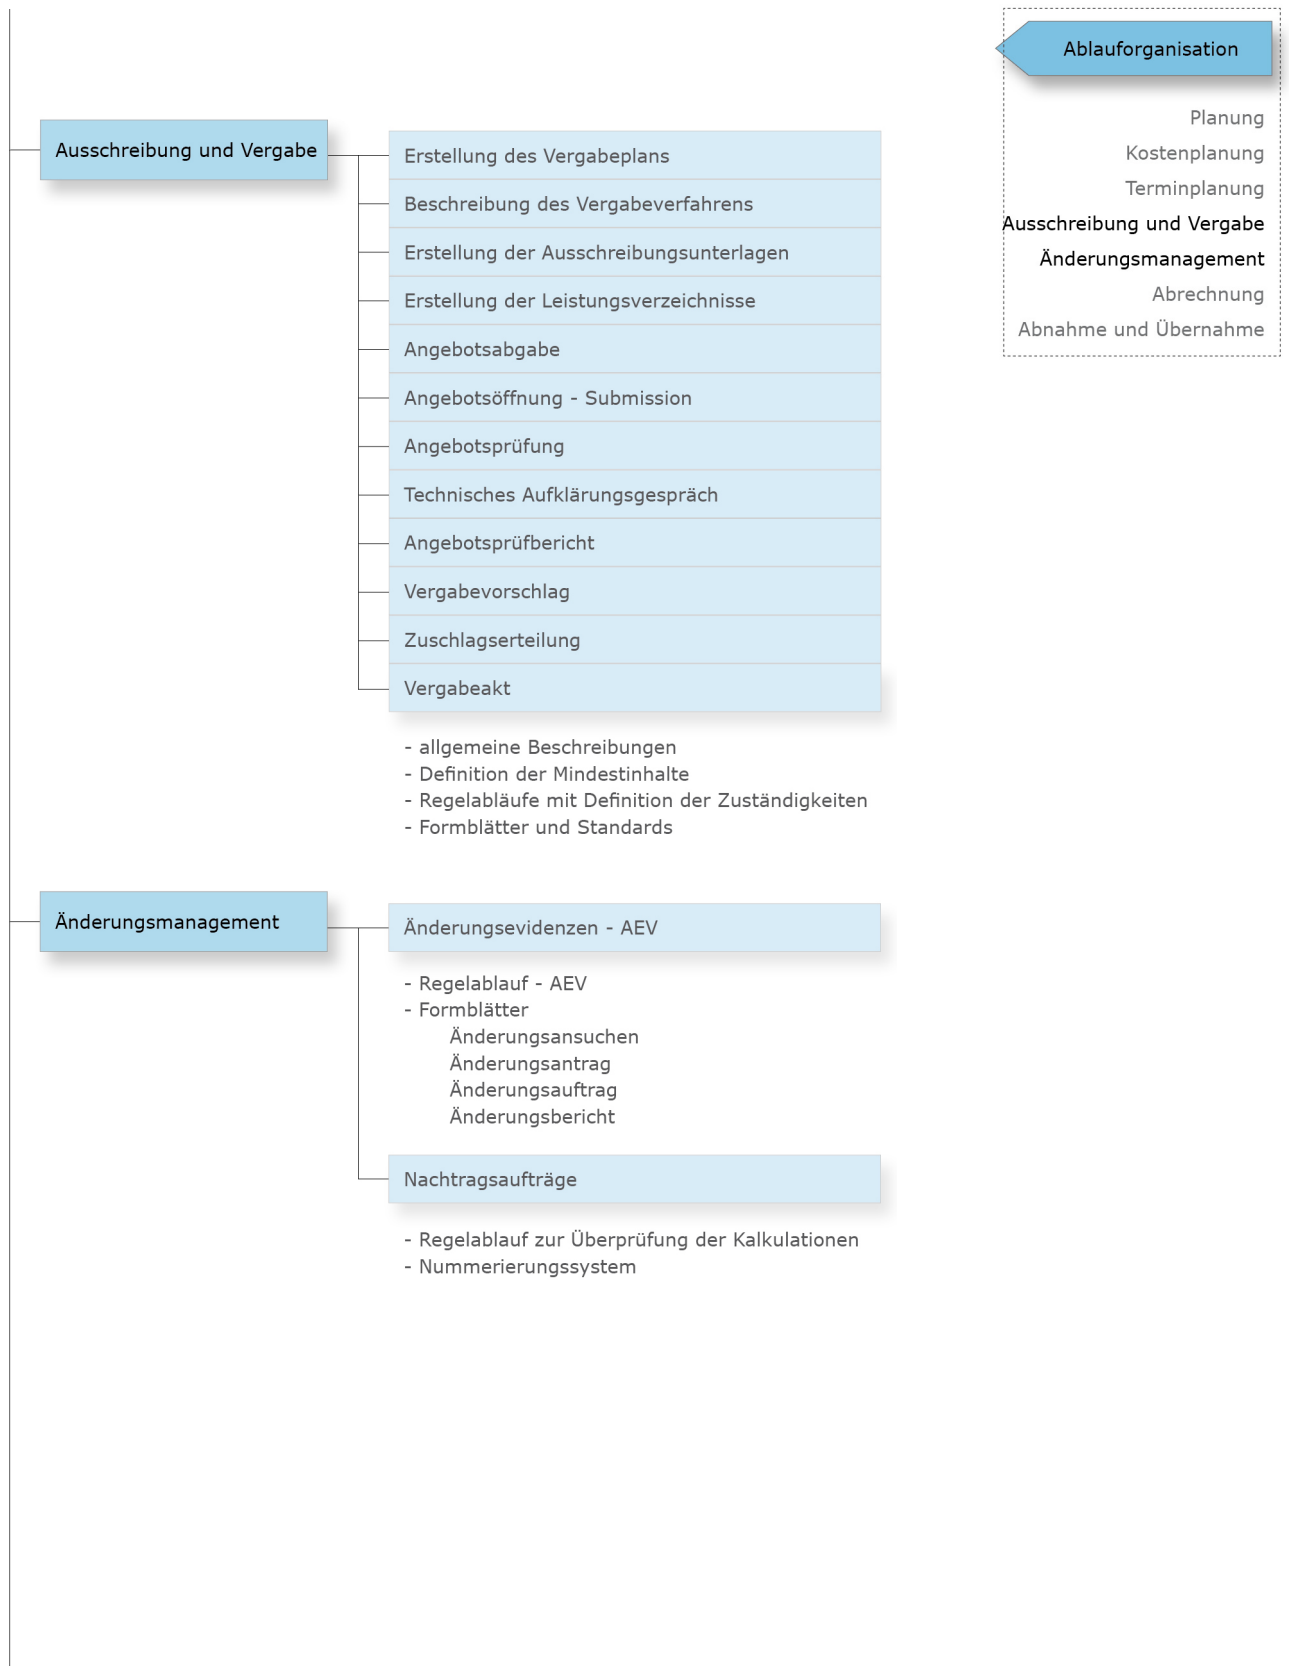 Ablauforganisation
Planung
Kostenplanung
Terminplanung
Ausschreibung und Vergabe
Änderungsmanagement
Abrechnung
Abnahme und Übernahme
Ausschreibung und Vergabe
Erstellung des Vergabeplans
Beschreibung des Vergabeverfahrens
Erstellung der Ausschreibungsunterlagen
Erstellung der Leistungsverzeichnisse
Angebotsabgabe
Angebotsöffnung - Submission
Angebotsprüfung
Technisches Aufklärungsgespräch
Angebotsprüfbericht
Vergabevorschlag
Zuschlagserteilung
Vergabeakt
- allgemeine Beschreibungen
- Definition der Mindestinhalte
- Regelabläufe mit Definition der Zuständigkeiten
- Formblätter und Standards
Änderungsmanagement
Änderungsevidenzen - AEV
- Regelablauf - AEV
- Formblätter
Änderungsansuchen
Änderungsantrag
Änderungsauftrag
Änderungsbericht
Nachtragsaufträge
- Regelablauf zur Überprüfung der Kalkulationen
- Nummerierungssystem